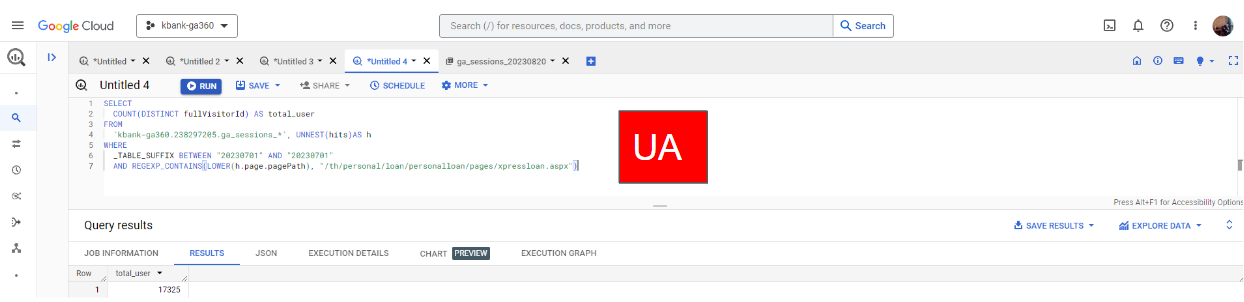 Google Cloud
kbank-ga360
Search (/) for resources, docs, products, and more
Search
*Untitled
*Untitled 2
*Untitled 3
*Untitled 4
ga_sessions_20230820
Untitled 4
RUN
SAVE
SHARE
SCHEDULE
MORE
1 SELECT
2 COUNT(DISTINCT fullVisitorId) AS total_user
3 FROM
4 `kbank-ga360.238297205.ga_sessions_*`, UNNEST(hits)AS h
5 WHERE
6 _TABLE_SUFFIX BETWEEN "20230701" AND "20230701"
7 AND REGEXP_CONTAINS(LOWER(h.page.pagePath), "/th/personal/loan/personalloan/pages/xpressloan.aspx")
UA
Press Alt+F1 for Accessibility Options
Query results
SAVE RESULTS
EXPLORE DATA
JOB INFORMATION
RESULTS
JSON
EXECUTION DETAILS
CHART PREVIEW
EXECUTION GRAPH
Row total_user
1 17325